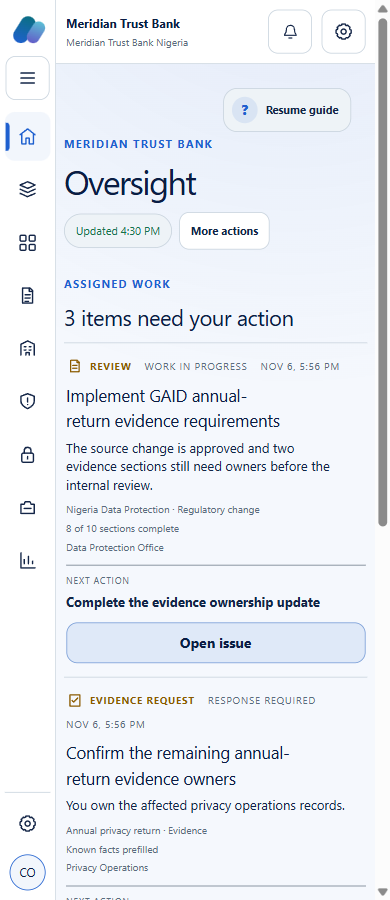 Meridian Trust Bank
Meridian Trust Bank Nigeria
? Resume guide
MERIDIAN TRUST BANK
Oversight
Updated 4:30 PM
More actions
ASSIGNED WORK
3 items need your action
REVIEW WORK IN PROGRESS NOV 6, 5:56 PM
Implement GAID annual-
return evidence requirements
The source change is approved and two
evidence sections still need owners before the
internal review.
Nigeria Data Protection · Regulatory change
8 of 10 sections complete
Data Protection Office
NEXT ACTION
Complete the evidence ownership update
Open issue
EVIDENCE REQUEST RESPONSE REQUIRED
NOV 6, 5:56 PM
Confirm the remaining annual-
return evidence owners
You own the affected privacy operations records.
Annual privacy return · Evidence
Known facts prefilled
Privacy Operations
CO